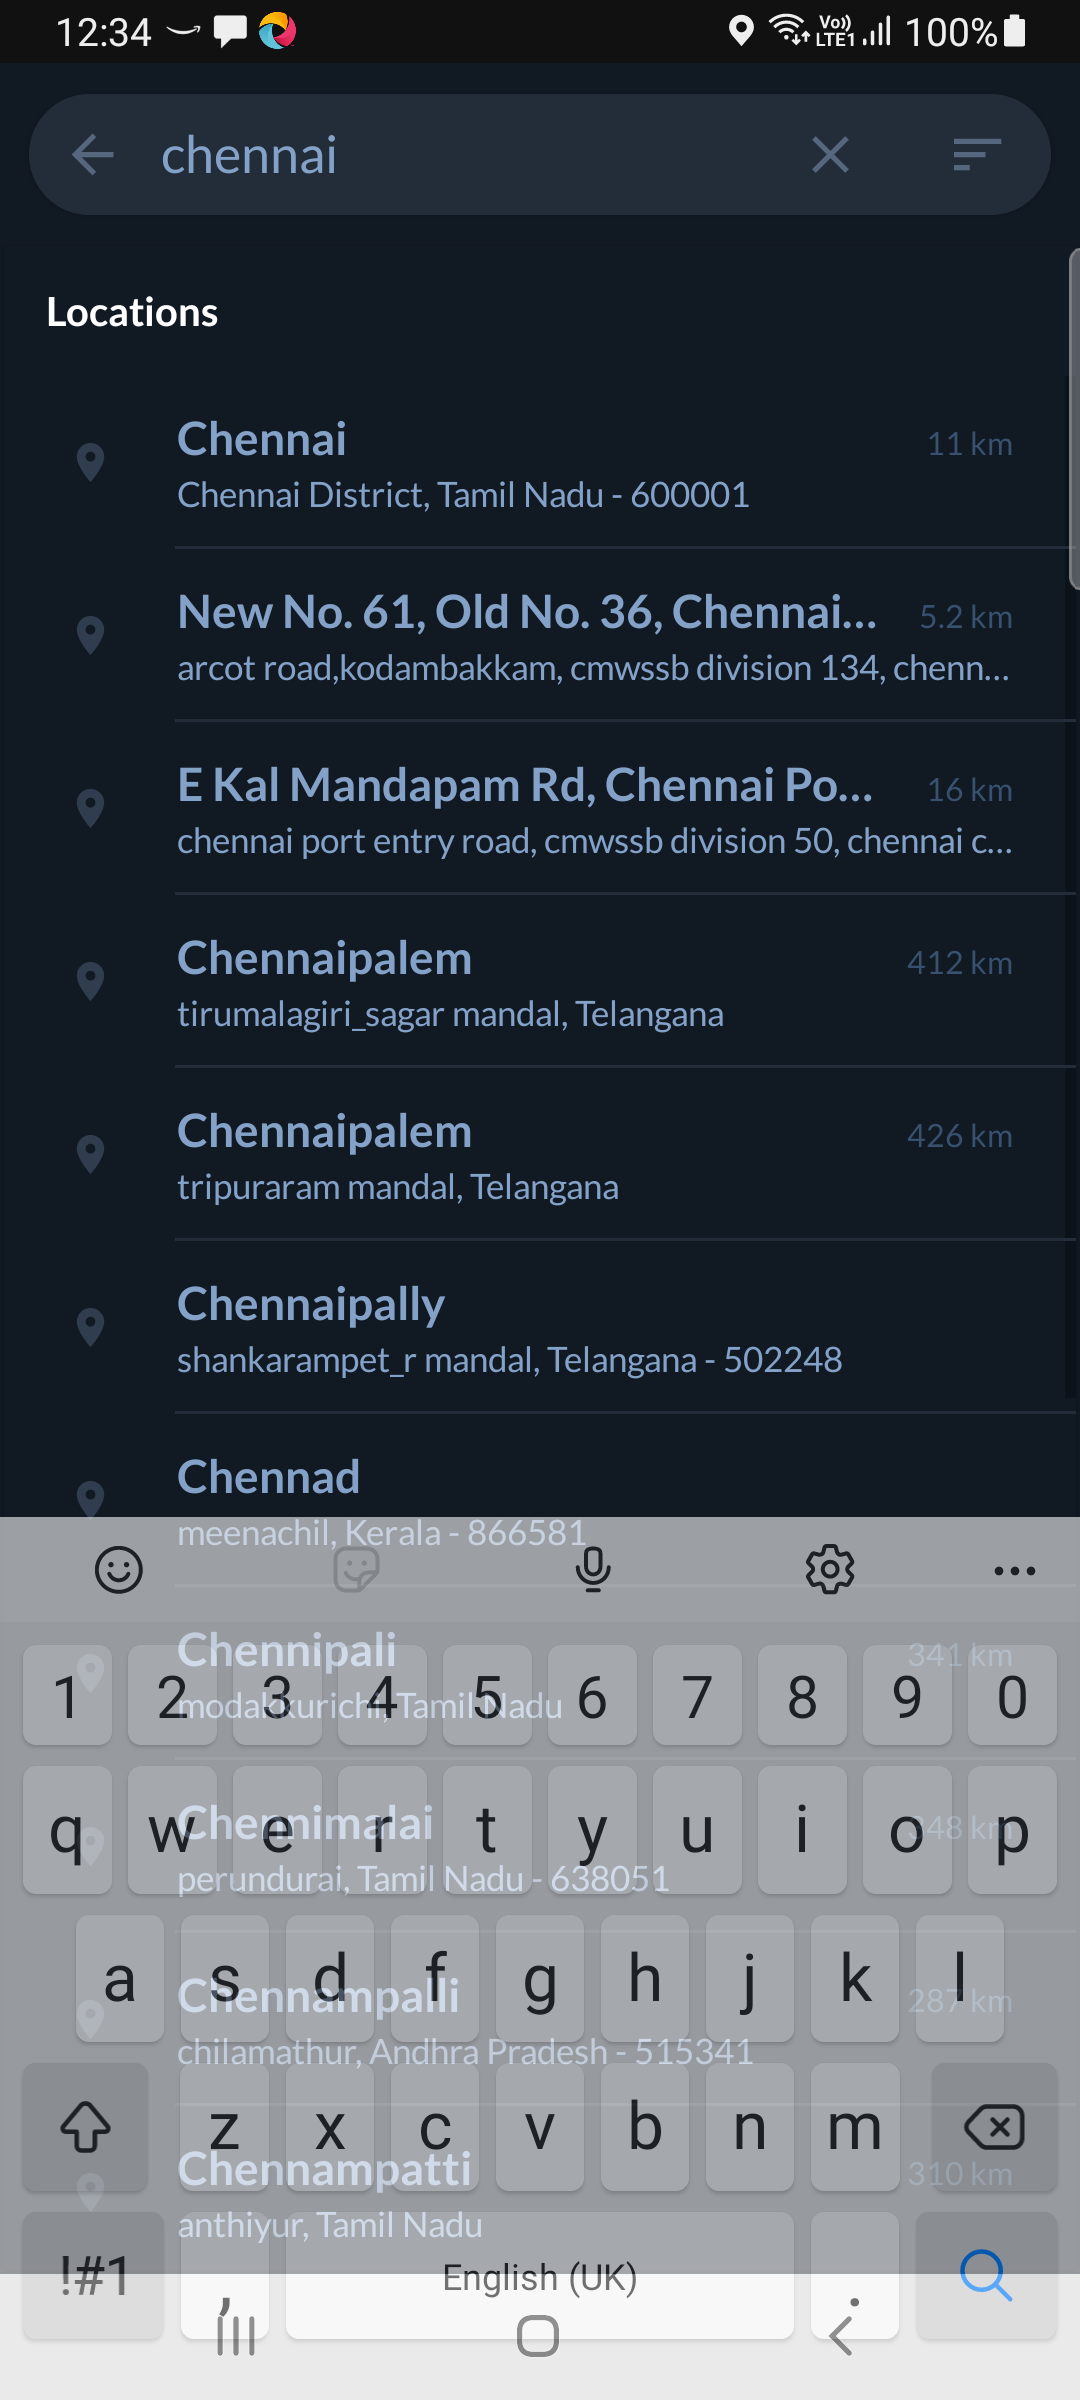 12:34
Vo)) LTE1 100%
chennai
Locations
Chennai 11 km
Chennai District, Tamil Nadu - 600001
New No. 61, Old No. 36, Chennai... 5.2 km
arcot road,kodambakkam, cmwssb division 134, chenn...
E Kal Mandapam Rd, Chennai Po... 16 km
chennai port entry road, cmwssb division 50, chennai c...
Chennaipalem 412 km
tirumalagiri_sagar mandal, Telangana
Chennaipalem 426 km
tripuraram mandal, Telangana
Chennaipally
shankarampet_r mandal, Telangana - 502248
Chennad
meenachil, Kerala - 866581
Chennipali 341 km
modakkurichi, Tamil Nadu
1 2 3 4 5 6 7 8 9 0
Chennimalai 348 km
perundurai, Tamil Nadu - 638051
q w e r t y u i o p
Chennampalli 287 km
chilamathur, Andhra Pradesh - 515341
a s d f g h j k l
Chennampatti 310 km
anthiyur, Tamil Nadu
z x c v b n m
!#1 , English (UK) .